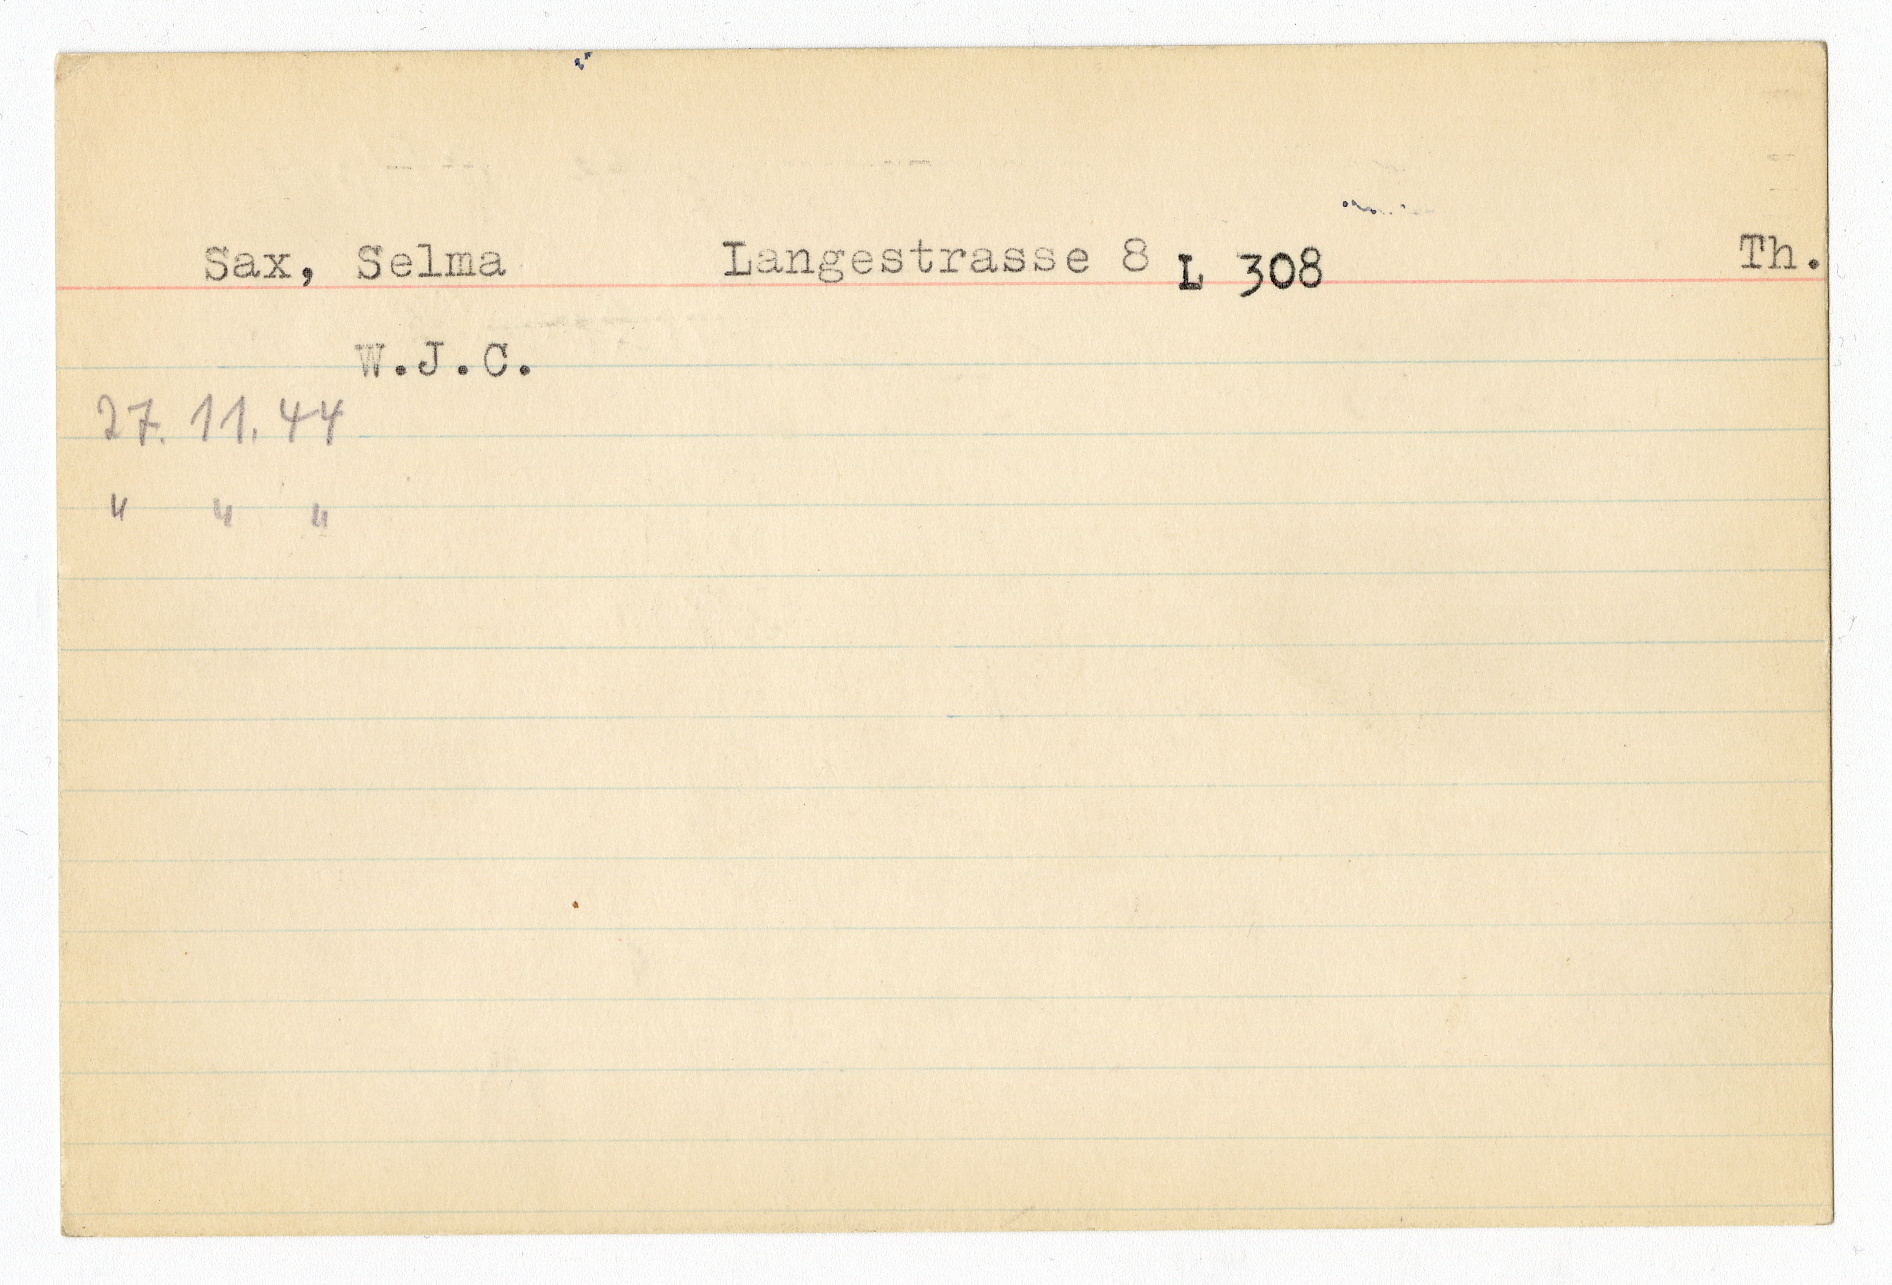 Sax, Selma Langestrasse 8 L 308 Th.
W.J.C.
27. 11. 44
" " "